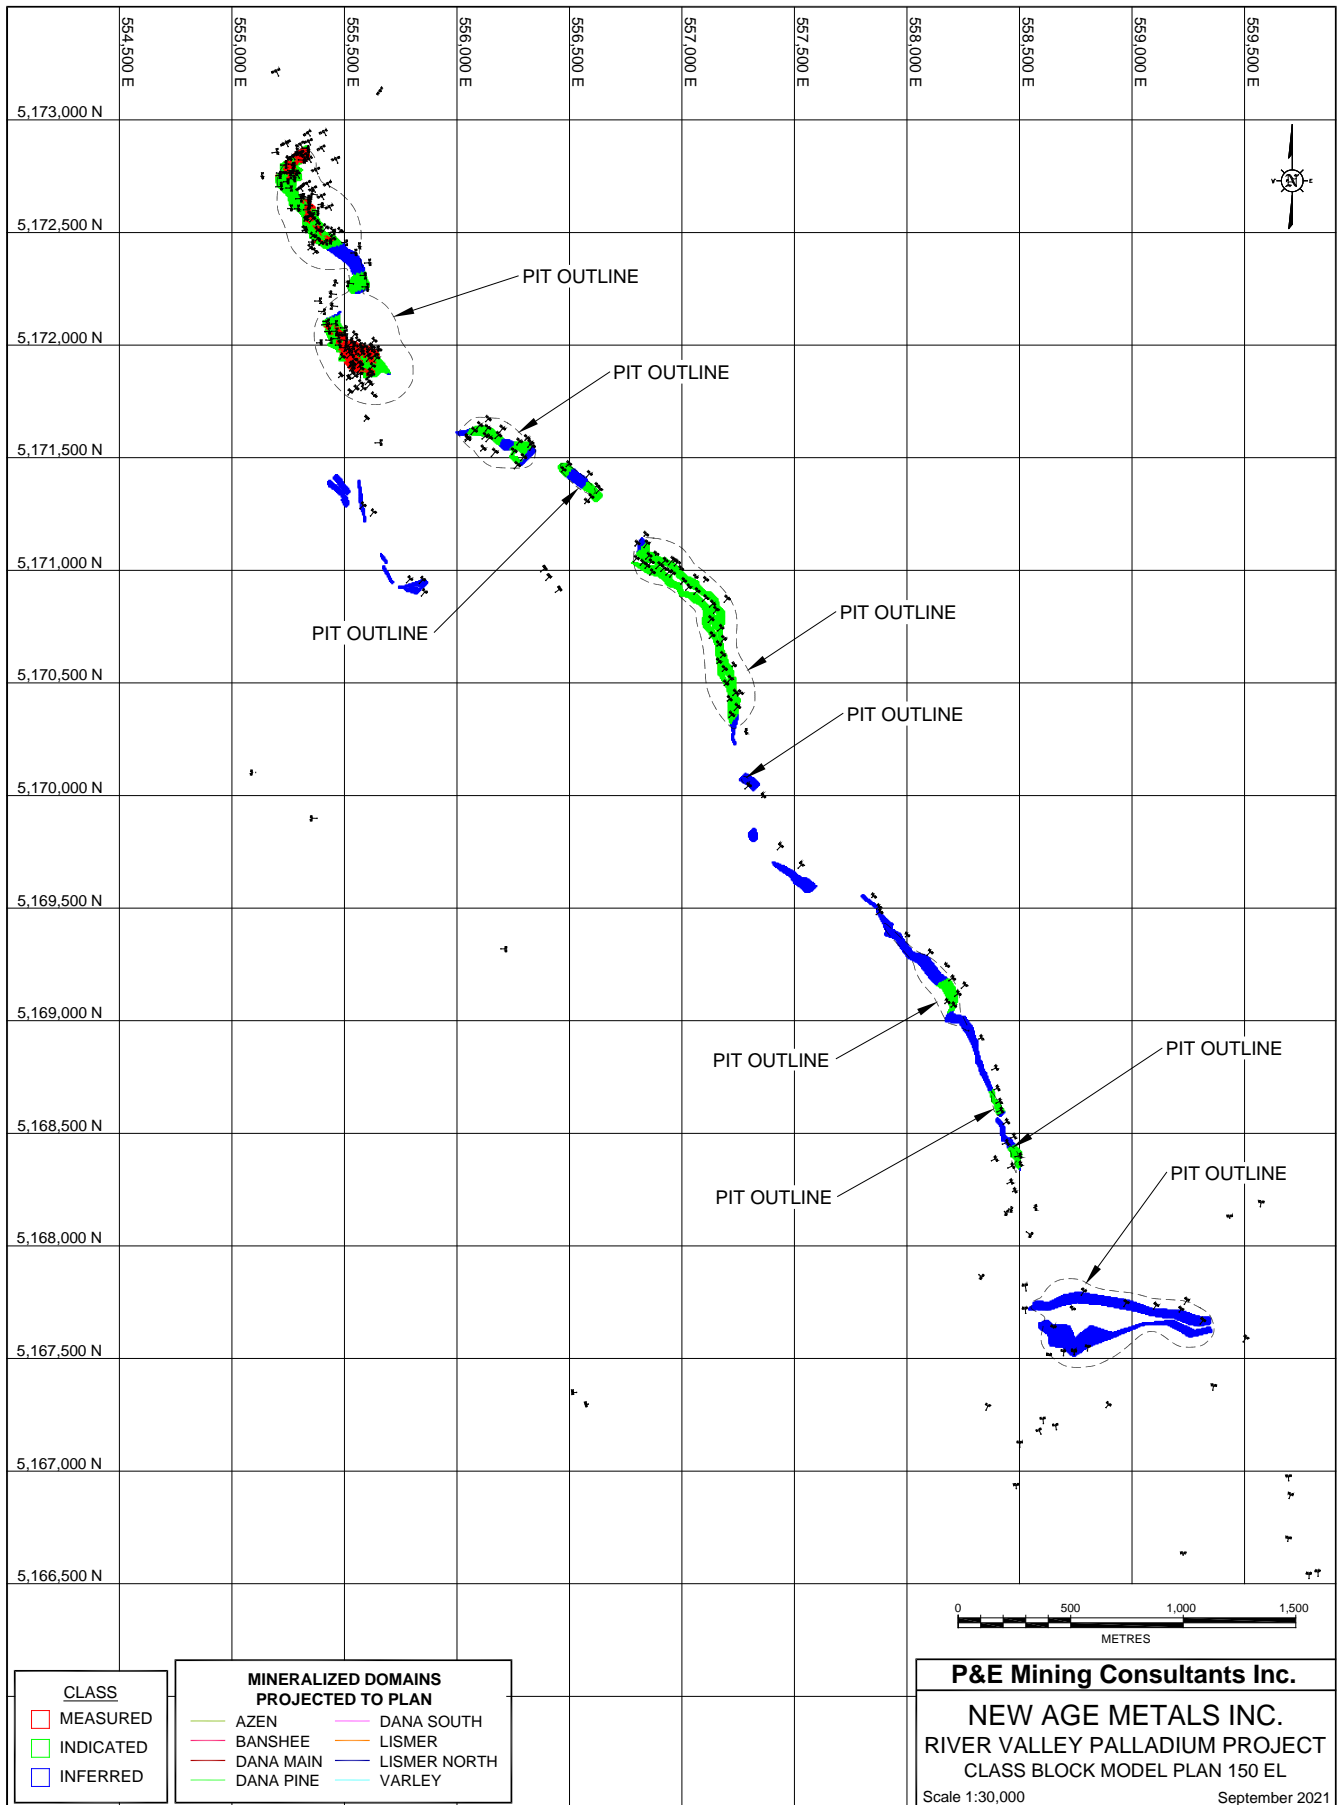 554,500 E
555,000 E
555,500 E
556,000 E
556,500 E
557,000 E
557,500 E
558,000 E
558,500 E
559,000 E
559,500 E
5,173,000 N
N
E
5,172,500 N
PIT OUTLINE
5,172,000 N
PIT OUTLINE
5,171,500 N
5,171,000 N
PIT OUTLINE
PIT OUTLINE
5,170,500 N
PIT OUTLINE
5,170,000 N
5,169,500 N
5,169,000 N
PIT OUTLINE
PIT OUTLINE
5,168,500 N
PIT OUTLINE
PIT OUTLINE
5,168,000 N
5,167,500 N
5,167,000 N
5,166,500 N
0 500 1,000 1,500
METRES
CLASS
MEASURED
INDICATED
INFERRED
MINERALIZED DOMAINS
PROJECTED TO PLAN
AZEN
BANSHEE
DANA MAIN
DANA PINE
DANA SOUTH
LISMER
LISMER NORTH
VARLEY
P&E Mining Consultants Inc.
NEW AGE METALS INC.
RIVER VALLEY PALLADIUM PROJECT
CLASS BLOCK MODEL PLAN 150 EL
Scale 1:30,000 September 2021